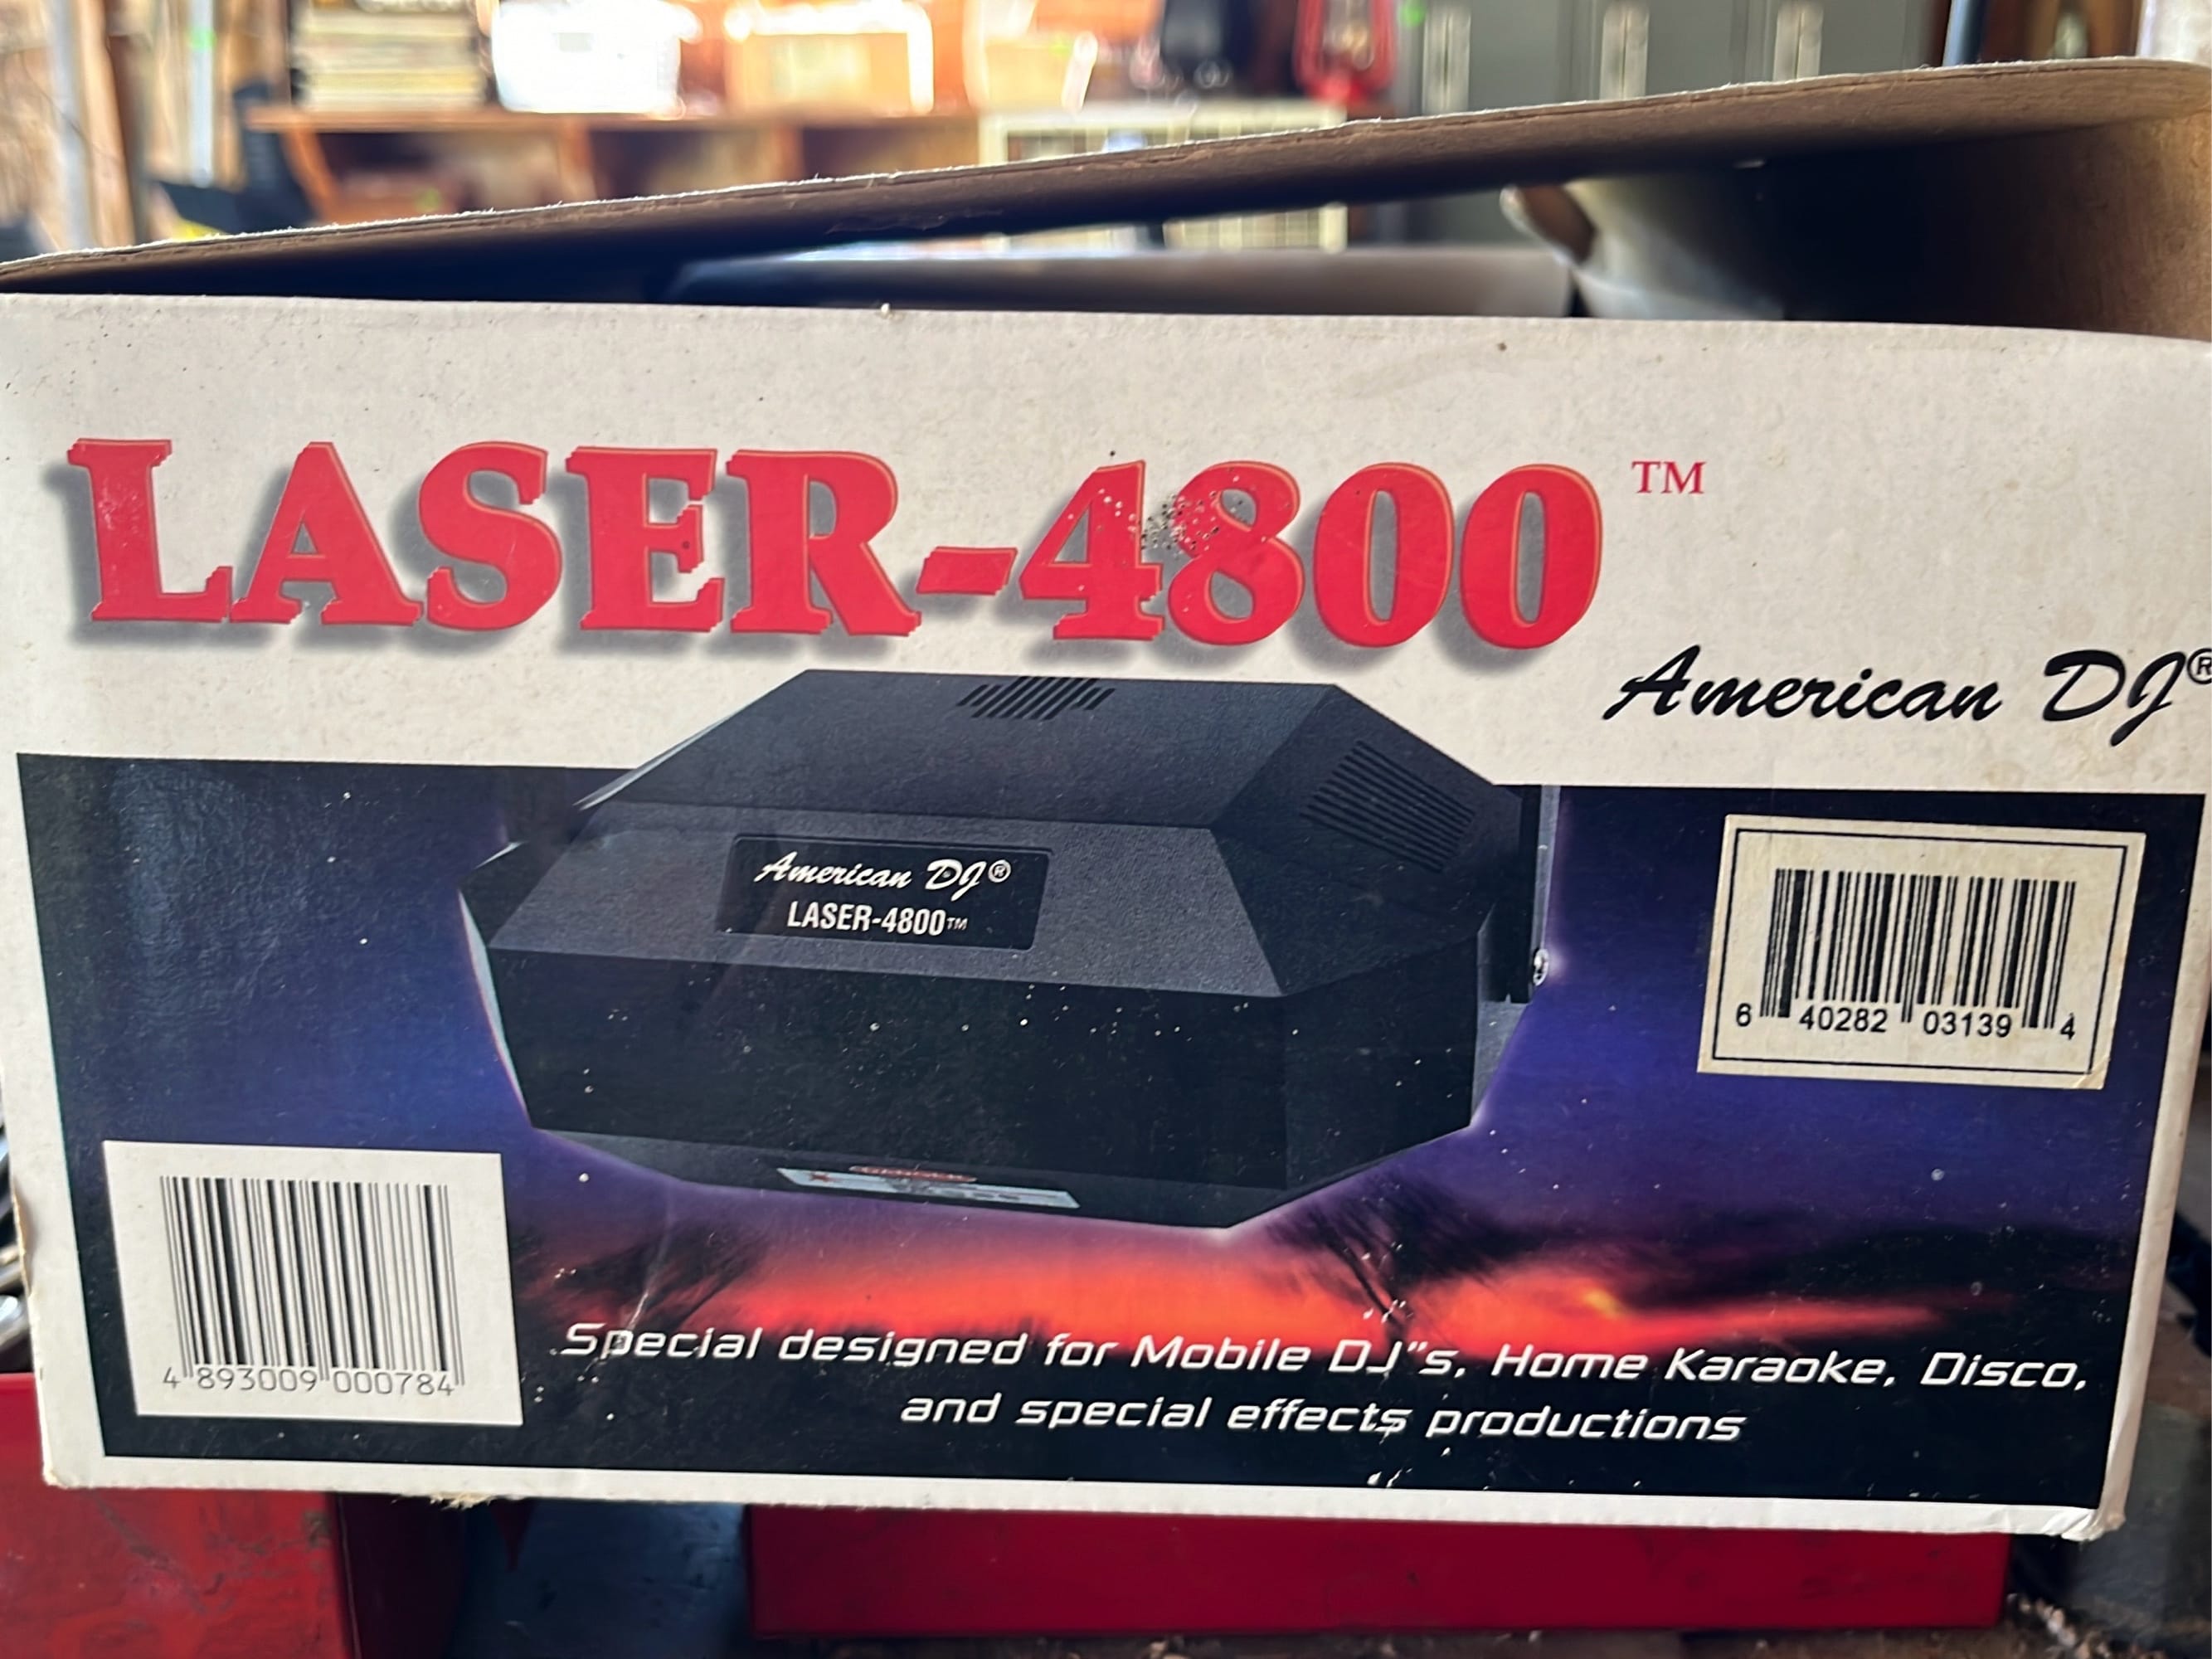 LASER-4800™
American DJ®
American DJ®
LASER-4800™
6 40282 03139 4
4 893009 000784
Special designed for Mobile DJ"s, Home Karaoke, Disco,
and special effects productions